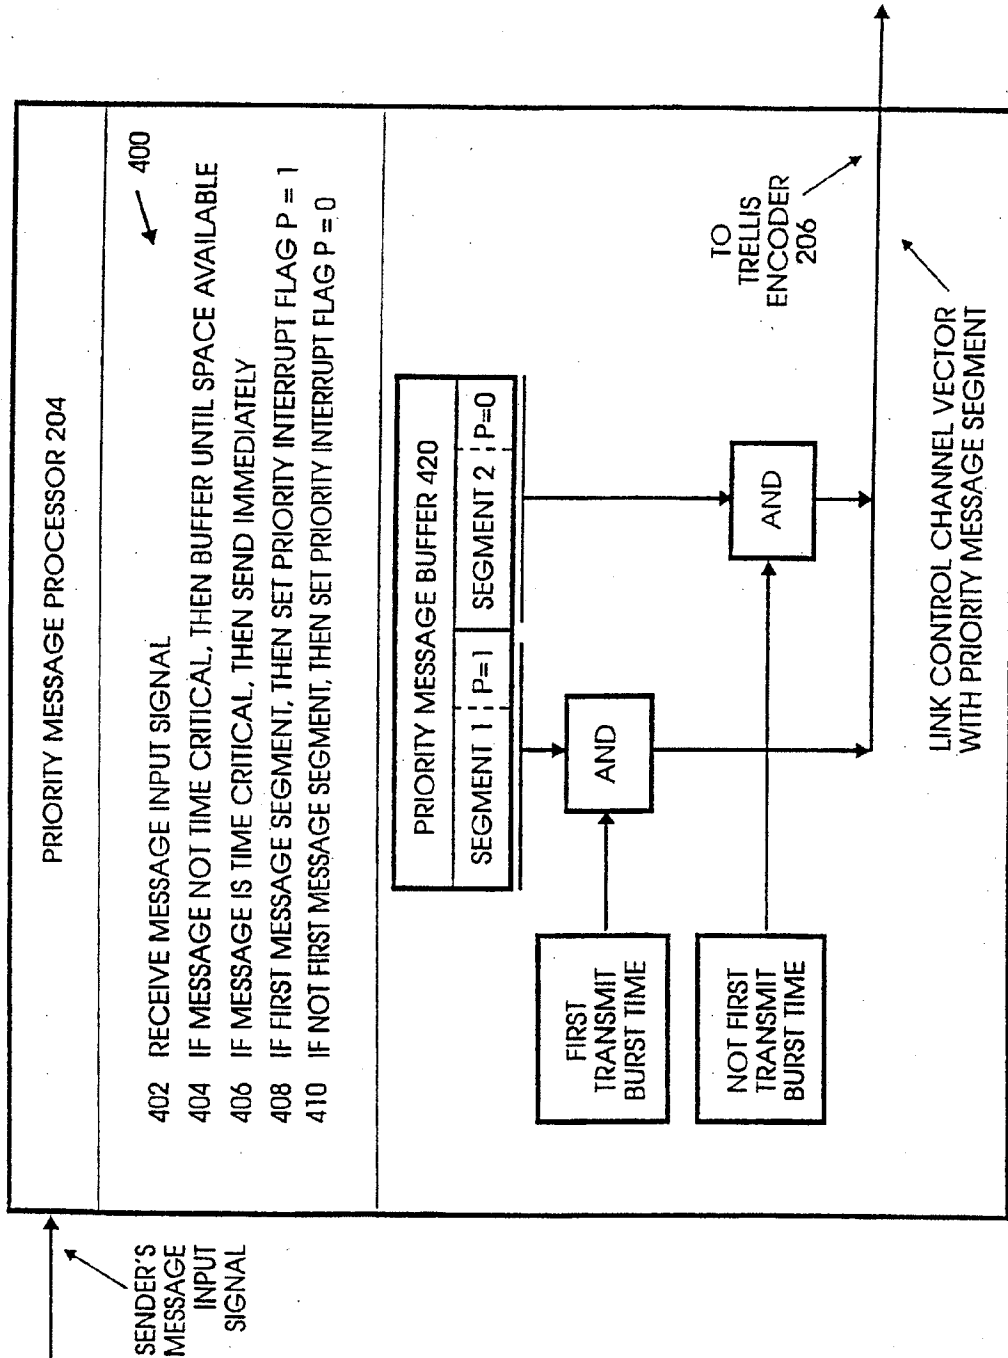 PRIORITY MESSAGE PROCESSOR 204
SENDER'S
MESSAGE
INPUT
SIGNAL
400
402 RECEIVE MESSAGE INPUT SIGNAL
404 IF MESSAGE NOT TIME CRITICAL, THEN BUFFER UNTIL SPACE AVAILABLE
406 IF MESSAGE IS TIME CRITICAL, THEN SEND IMMEDIATELY
408 IF FIRST MESSAGE SEGMENT, THEN SET PRIORITY INTERRUPT FLAG P = 1
410 IF NOT FIRST MESSAGE SEGMENT, THEN SET PRIORITY INTERRUPT FLAG P = 0
PRIORITY MESSAGE BUFFER 420
SEGMENT 1 P=1 SEGMENT 2 P=0
FIRST
TRANSMIT
BURST TIME
AND
NOT FIRST
TRANSMIT
BURST TIME
AND
TO
TRELLIS
ENCODER
206
LINK CONTROL CHANNEL VECTOR
WITH PRIORITY MESSAGE SEGMENT